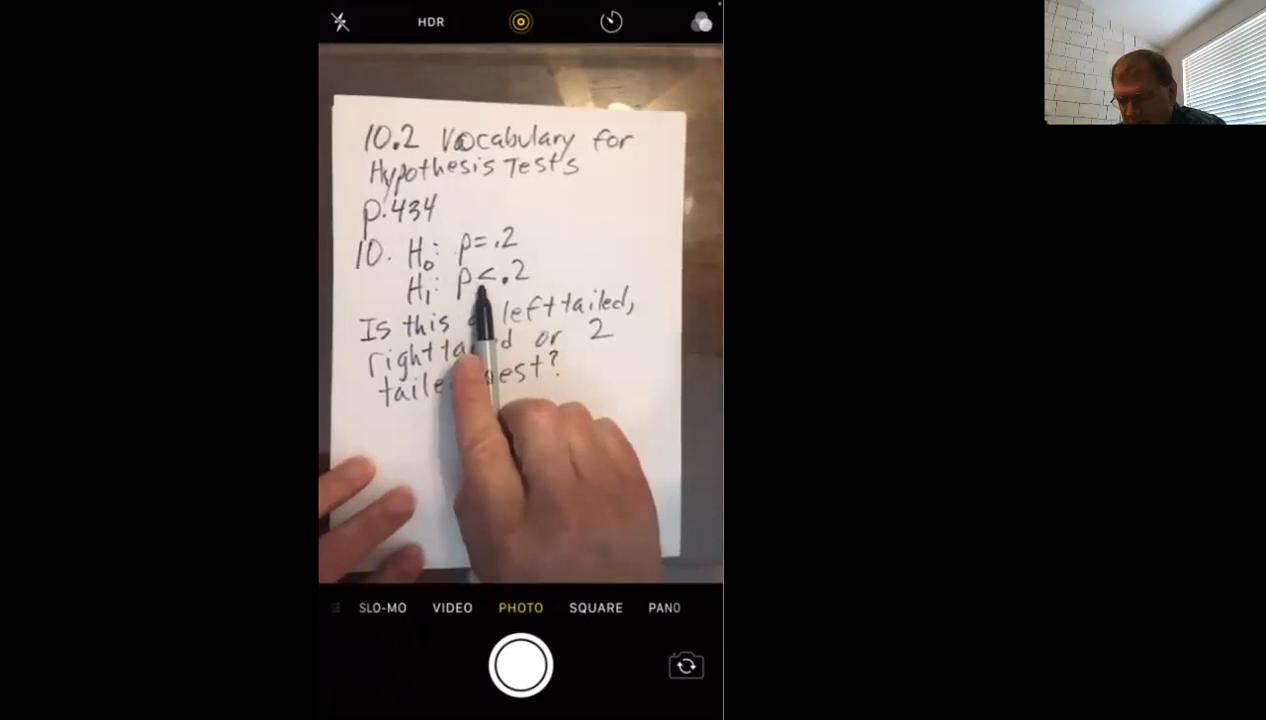 HDR
10.2 Vocabulary for
Hypothesis Tests
p.434
10. H₀: p=.2
H₁: p<.2
Is this left tailed,
or 2
test?
SLO-MO VIDEO PHOTO SQUARE PANO